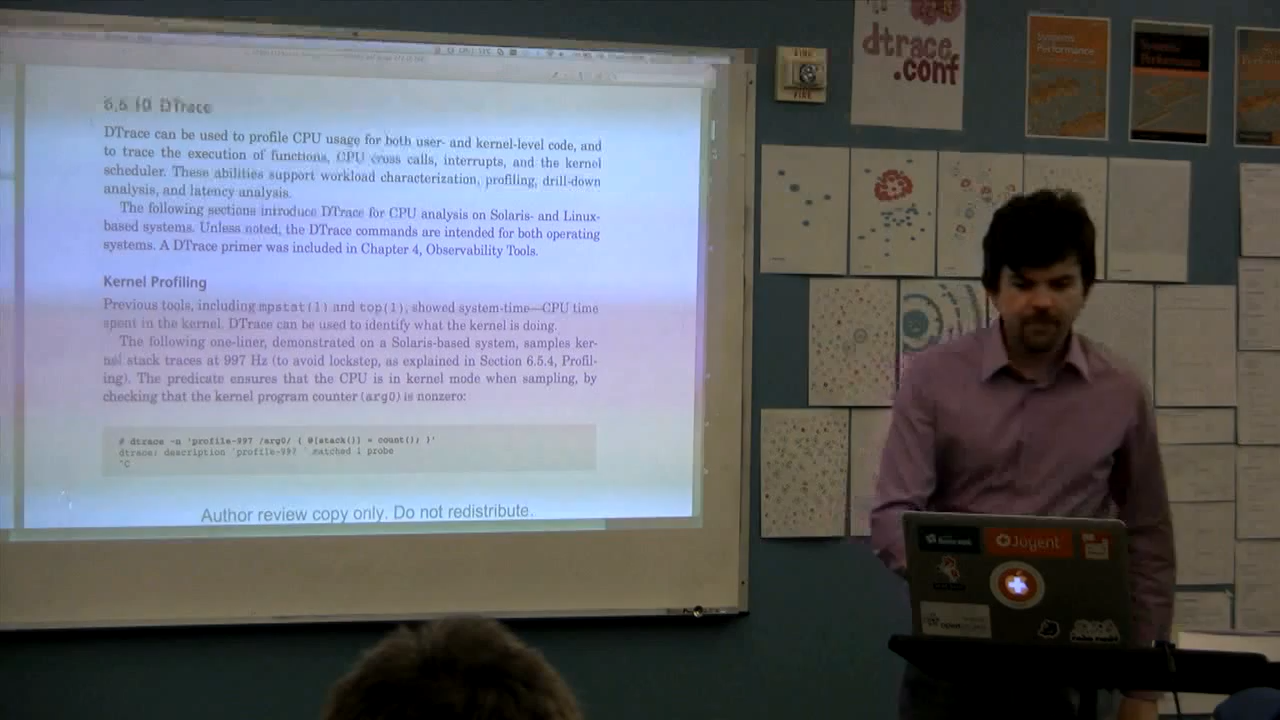 6.6.10 DTrace
DTrace can be used to profile CPU usage for both user- and kernel-level code, and
to trace the execution of functions, CPU cross calls, interrupts, and the kernel
scheduler. These abilities support workload characterization, profiling, drill-down
analysis, and latency analysis.
The following sections introduce DTrace for CPU analysis on Solaris- and Linux-
based systems. Unless noted, the DTrace commands are intended for both operating
systems. A DTrace primer was included in Chapter 4, Observability Tools.
Kernel Profiling
Previous tools, including mpstat(1) and top(1), showed system-time—CPU time
spent in the kernel. DTrace can be used to identify what the kernel is doing.
The following one-liner, demonstrated on a Solaris-based system, samples ker-
nel stack traces at 997 Hz (to avoid lockstep, as explained in Section 6.5.4, Profil-
ing). The predicate ensures that the CPU is in kernel mode when sampling, by
checking that the kernel program counter (arg0) is nonzero:
# dtrace -n 'profile-997 /arg0/ { @[stack()] = count(); }'
dtrace: description 'profile-997 ' matched 1 probe
^C
Author review copy only. Do not redistribute.
FIRE
dtrace
.conf
Systems
Performance
Systems
Performance
Joyent